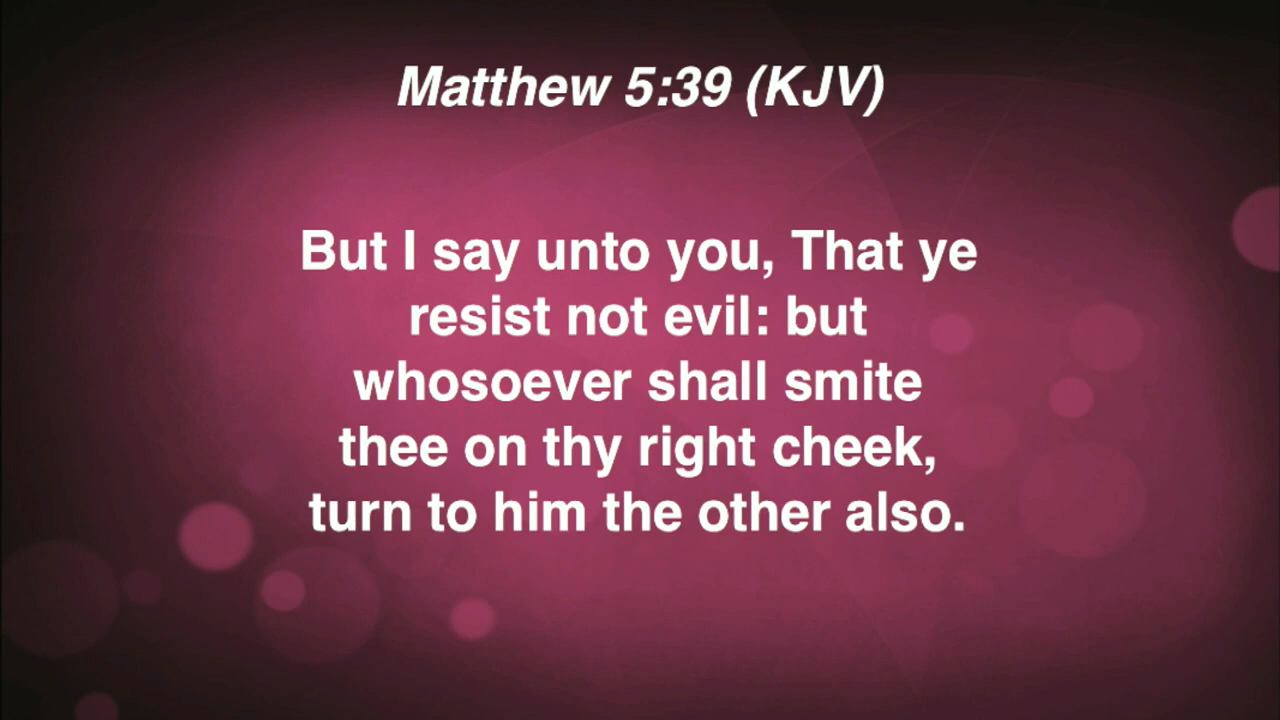 Matthew 5:39 (KJV)
But I say unto you, That ye
resist not evil: but
whosoever shall smite
thee on thy right cheek,
turn to him the other also.